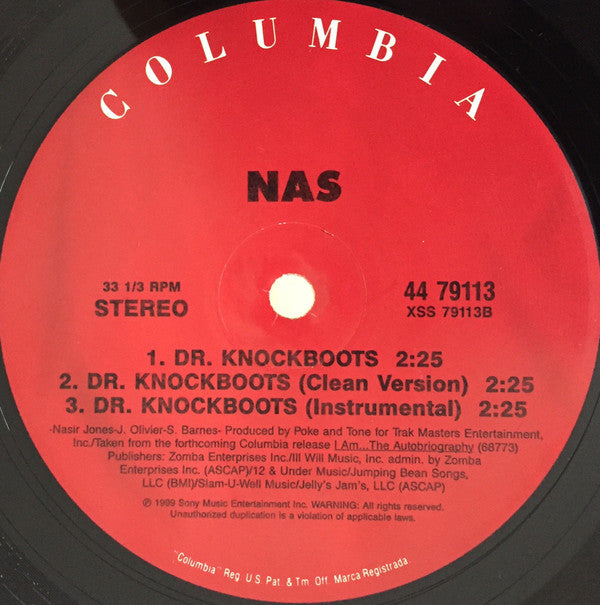 COLUMBIA
NAS
33 1/3 RPM
STEREO
44 79113
XSS 79113B
1. DR. KNOCKBOOTS 2:25
2. DR. KNOCKBOOTS (Clean Version) 2:25
3. DR. KNOCKBOOTS (Instrumental) 2:25
-Nasir Jones-J. Olivier-S. Barnes- Produced by Poke and Tone for Trak Masters Entertainment,
Inc./Taken from the forthcoming Columbia release I Am...The Autobriography (68773)
Publishers: Zomba Enterprises Inc./Ill Will Music, Inc. admin. by Zomba
Enterprises Inc. (ASCAP)/12 & Under Music/Jumping Bean Songs,
LLC (BMI)/Slam-U-Well Music/Jelly's Jam's, LLC (ASCAP)
℗ 1999 Sony Music Entertainment Inc. WARNING: All rights reserved.
Unauthorized duplication is a violation of applicable laws.
"Columbia" Reg. U.S. Pat. & Tm. Off. Marca Registrada.